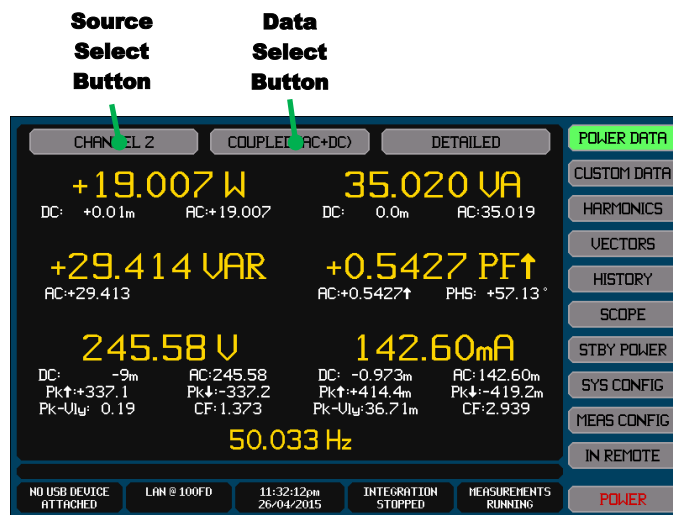 Source
Select
Button
Data
Select
Button
CHANNEL 2
COUPLED (AC+DC)
DETAILED
+19.007 W
DC: +0.01m AC:+19.007
35.020 VA
DC: 0.0m AC:35.019
+29.414 VAR
AC:+29.413
+0.5427 PF↑
AC:+0.5427↑ PHS: +57.13°
245.58 V
DC: -9m AC:245.58
Pk↑:+337.1 Pk↓:-337.2
Pk-Vly: 0.19 CF:1.373
142.60mA
DC: -0.973m AC:142.60m
Pk↑:+414.4m Pk↓:-419.2m
Pk-Vly:36.71m CF:2.939
50.033 Hz
POWER DATA
CUSTOM DATA
HARMONICS
VECTORS
HISTORY
SCOPE
STBY POWER
SYS CONFIG
MEAS CONFIG
IN REMOTE
POWER
NO USB DEVICE
ATTACHED
LAN @ 100FD
11:32:12pm
26/04/2015
INTEGRATION
STOPPED
MEASUREMENTS
RUNNING